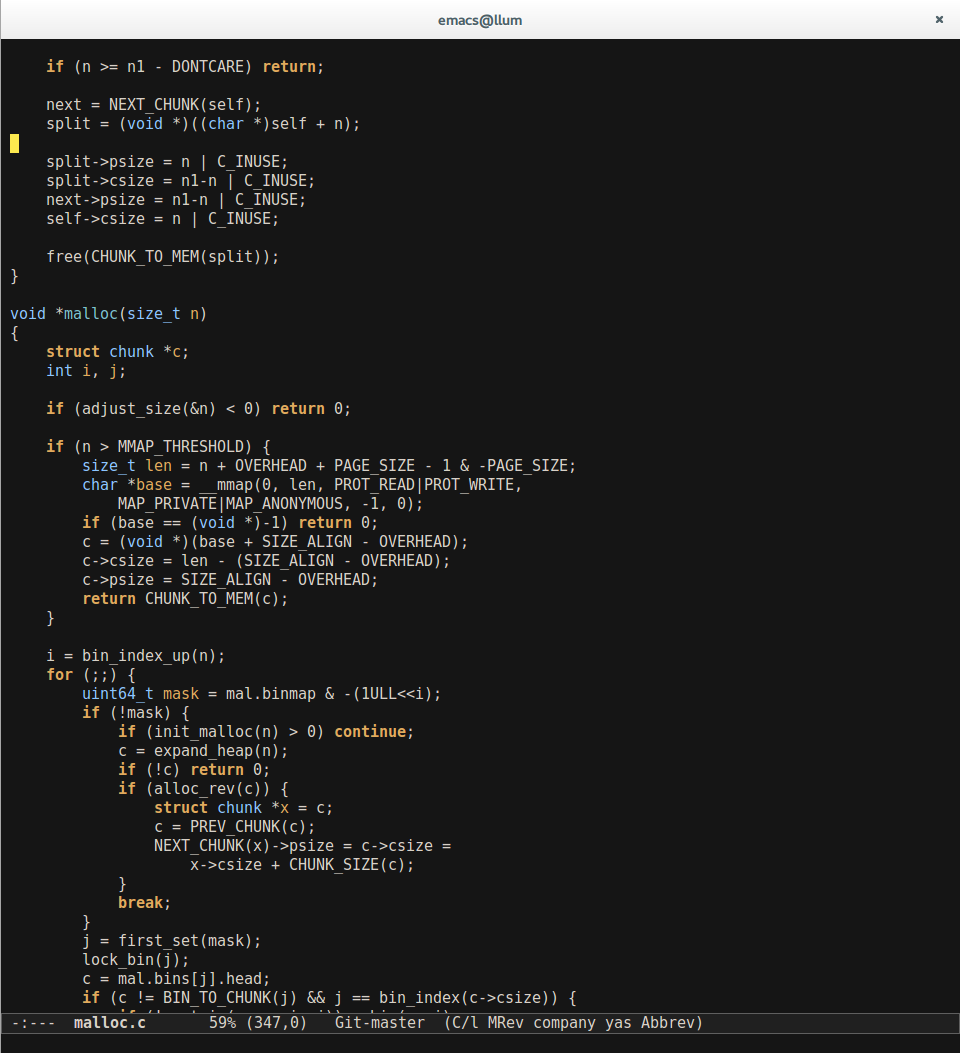 emacs@llum ×
    if (n >= n1 - DONTCARE) return;

    next = NEXT_CHUNK(self);
    split = (void *)((char *)self + n);

    split->psize = n | C_INUSE;
    split->csize = n1-n | C_INUSE;
    next->psize = n1-n | C_INUSE;
    self->csize = n | C_INUSE;

    free(CHUNK_TO_MEM(split));
}

void *malloc(size_t n)
{
    struct chunk *c;
    int i, j;

    if (adjust_size(&n) < 0) return 0;

    if (n > MMAP_THRESHOLD) {
        size_t len = n + OVERHEAD + PAGE_SIZE - 1 & -PAGE_SIZE;
        char *base = __mmap(0, len, PROT_READ|PROT_WRITE,
            MAP_PRIVATE|MAP_ANONYMOUS, -1, 0);
        if (base == (void *)-1) return 0;
        c = (void *)(base + SIZE_ALIGN - OVERHEAD);
        c->csize = len - (SIZE_ALIGN - OVERHEAD);
        c->psize = SIZE_ALIGN - OVERHEAD;
        return CHUNK_TO_MEM(c);
    }

    i = bin_index_up(n);
    for (;;) {
        uint64_t mask = mal.binmap & -(1ULL<<i);
        if (!mask) {
            if (init_malloc(n) > 0) continue;
            c = expand_heap(n);
            if (!c) return 0;
            if (alloc_rev(c)) {
                struct chunk *x = c;
                c = PREV_CHUNK(c);
                NEXT_CHUNK(x)->psize = c->csize =
                    x->csize + CHUNK_SIZE(c);
            }
            break;
        }
        j = first_set(mask);
        lock_bin(j);
        c = mal.bins[j].head;
        if (c != BIN_TO_CHUNK(j) && j == bin_index(c->csize)) {
-:---  malloc.c       59% (347,0)   Git-master  (C/l MRev company yas Abbrev)